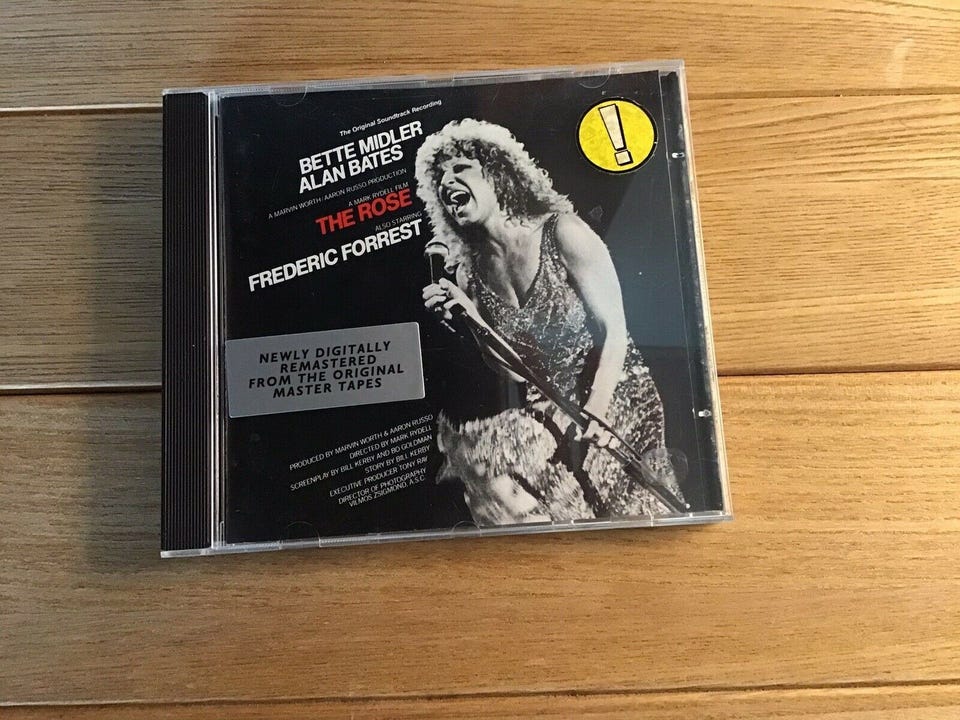 The Original Soundtrack Recording
BETTE MIDLER
ALAN BATES
A MARVIN WORTH/AARON RUSSO PRODUCTION
A MARK RYDELL FILM
THE ROSE
ALSO STARRING
FREDERIC FORREST
!
NEWLY DIGITALLY
REMASTERED
FROM THE ORIGINAL
MASTER TAPES
PRODUCED BY MARVIN WORTH & AARON RUSSO
DIRECTED BY MARK RYDELL
SCREENPLAY BY BILL KERBY AND BO GOLDMAN
STORY BY BILL KERBY
EXECUTIVE PRODUCER TONY RAY
DIRECTOR OF PHOTOGRAPHY
VILMOS ZSIGMOND, A.S.C.